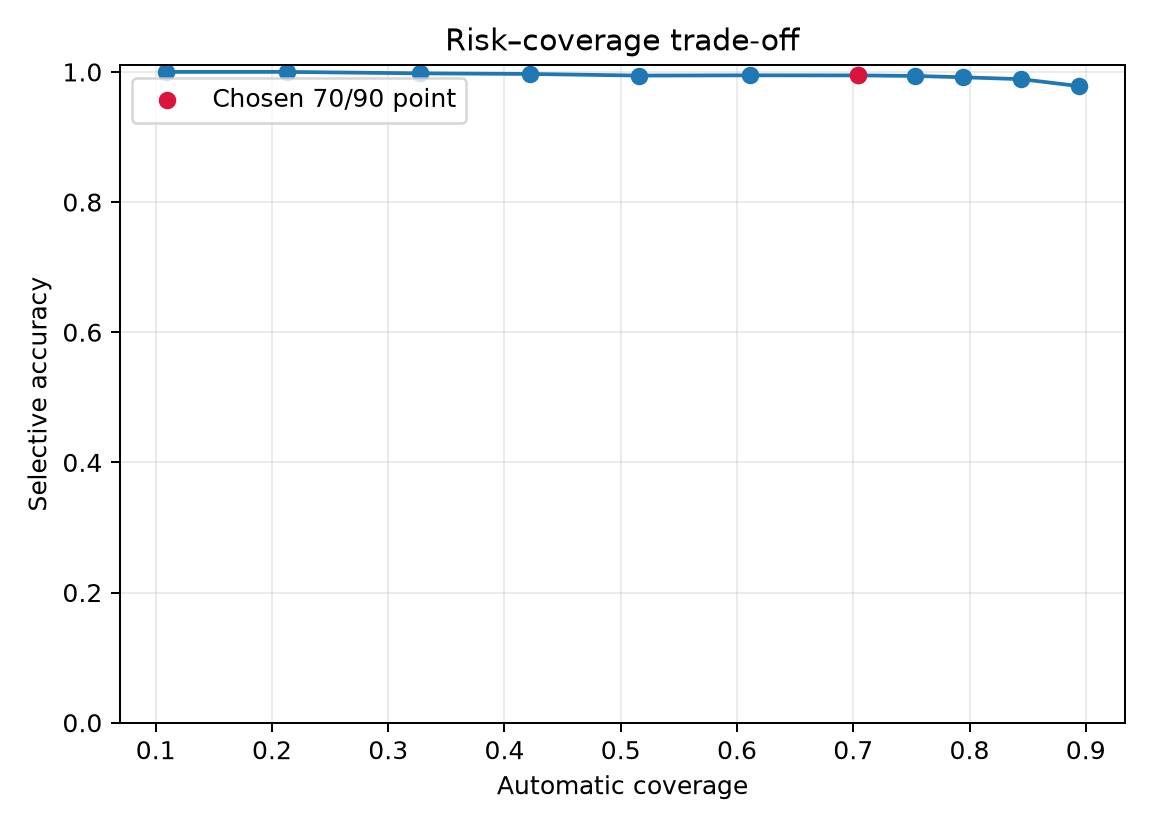 Risk–coverage trade-off
Chosen 70/90 point
Selective accuracy
1.0
0.8
0.6
0.4
0.2
0.0
0.1 0.2 0.3 0.4 0.5 0.6 0.7 0.8 0.9
Automatic coverage